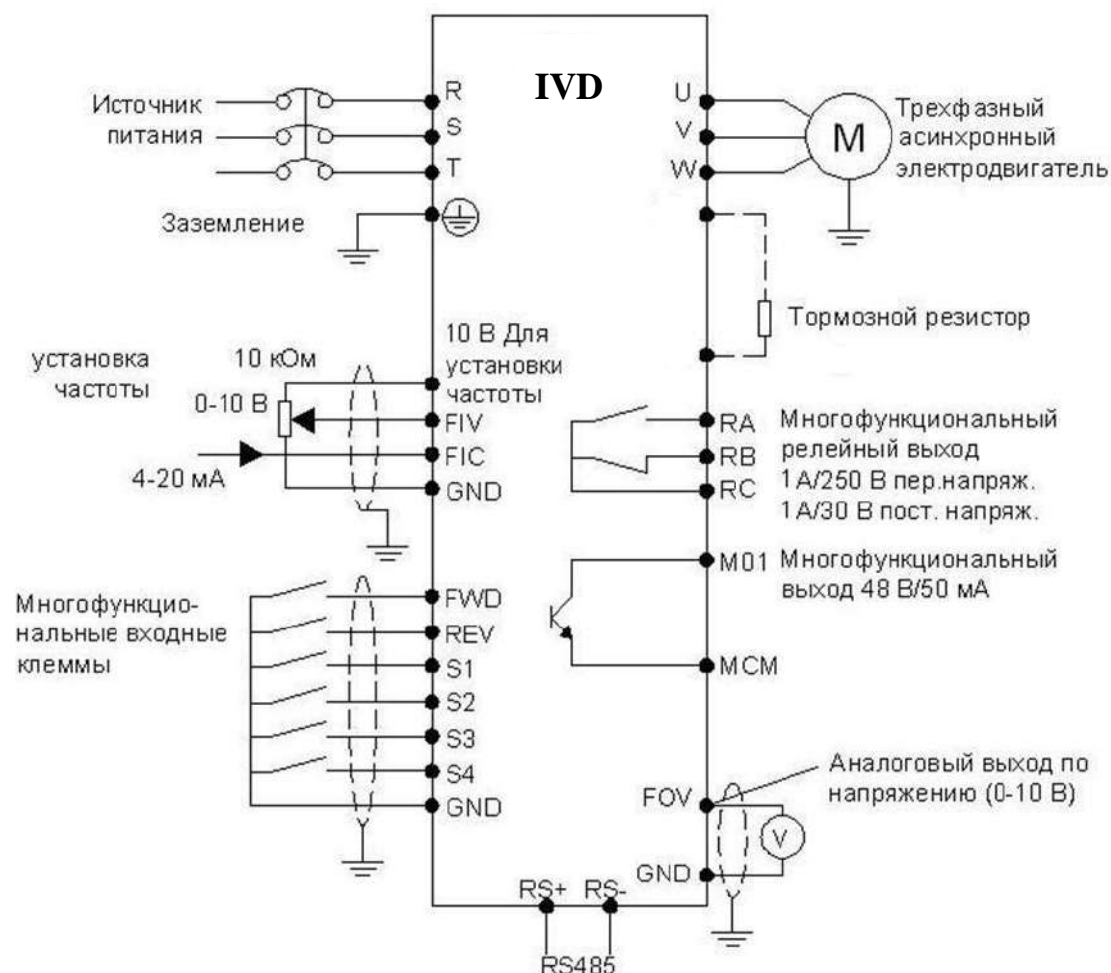 IVD
Источник
питания
R
S
T
Заземление
U
V
W
M
Трехфазный
асинхронный
электродвигатель
Тормозной резистор
установка
частоты
10 кОм
0-10 В
4-20 мА
10 В Для
установки
частоты
FIV
FIC
GND
RA
RB
RC
Многофункциональный
релейный выход
1А/250 В пер.напряж.
1А/30 В пост. напряж.
M01
Многофункциональный
выход 48 В/50 мА
MCM
Многофункцио-
нальные входные
клеммы
FWD
REV
S1
S2
S3
S4
GND
FOV
Аналоговый выход по
напряжению (0-10 В)
V
GND
RS+ RS-
RS485